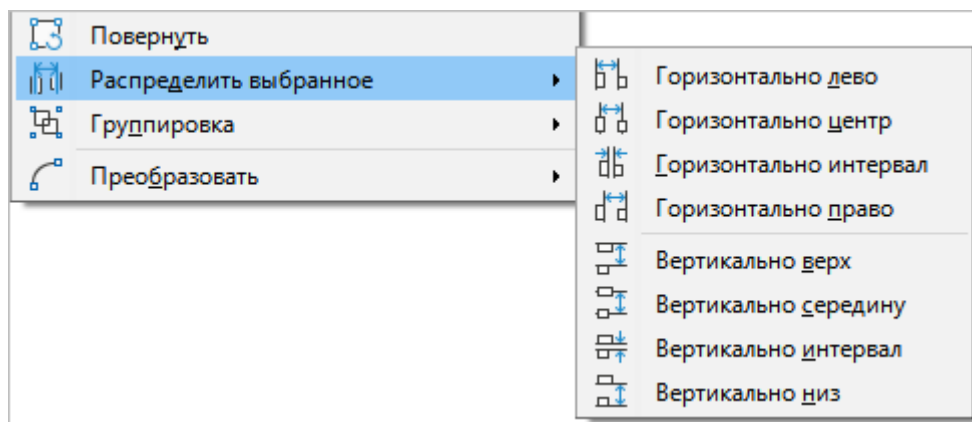 Повернуть
Распределить выбранное
Группировка
Преобразовать
Горизонтально лево
Горизонтально центр
Горизонтально интервал
Горизонтально право
Вертикально верх
Вертикально середину
Вертикально интервал
Вертикально низ